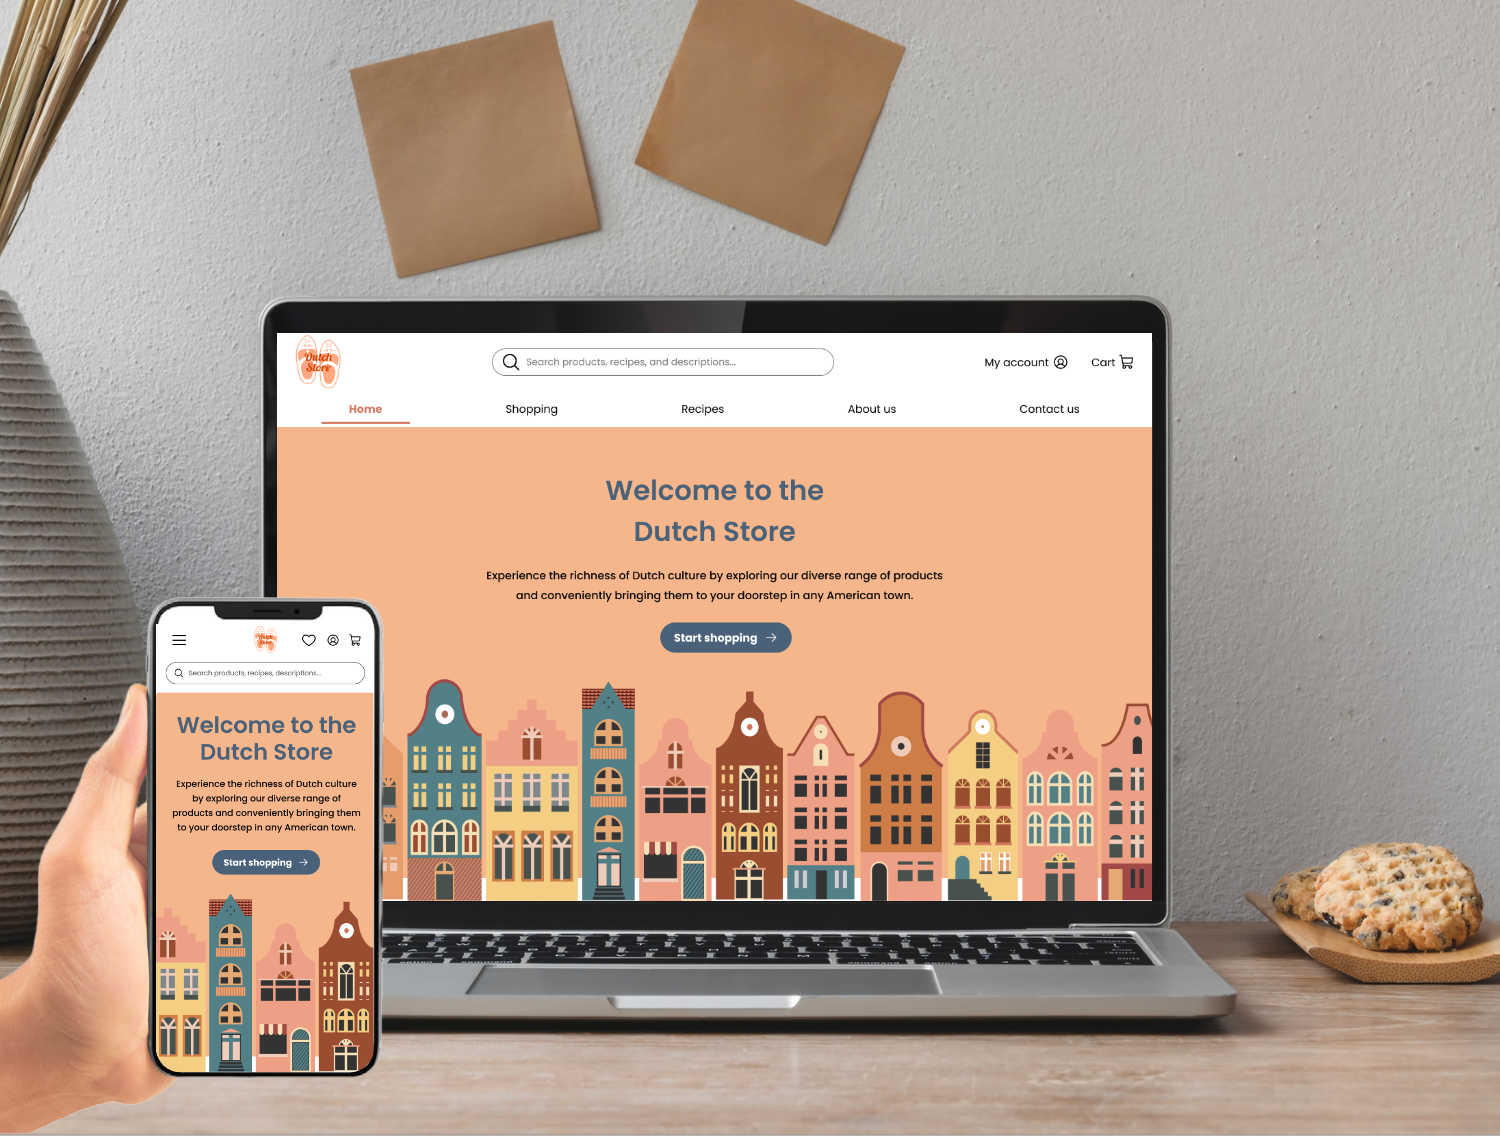 Dutch
Store
Search products, recipes, and descriptions...
My account
Cart
Home
Shopping
Recipes
About us
Contact us
Welcome to the
Dutch Store
Experience the richness of Dutch culture by exploring our diverse range of products
and conveniently bringing them to your doorstep in any American town.
Start shopping
Dutch
Store
Search products, recipes, descriptions...
Welcome to the
Dutch Store
Experience the richness of Dutch culture
by exploring our diverse range of
products and conveniently bringing them
to your doorstep in any American town.
Start shopping